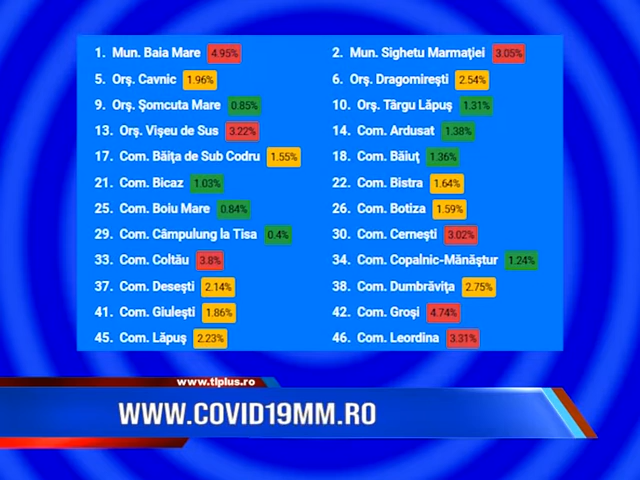 1. Mun. Baia Mare 4.95% 2. Mun. Sighetu Marmației 3.05%
5. Orș. Cavnic 1.96% 6. Orș. Dragomirești 2.54%
9. Orș. Șomcuta Mare 0.85% 10. Orș. Târgu Lăpuș 1.31%
13. Orș. Vișeu de Sus 3.22% 14. Com. Ardusat 1.38%
17. Com. Băița de Sub Codru 1.55% 18. Com. Băiuț 1.36%
21. Com. Bicaz 1.03% 22. Com. Bistra 1.64%
25. Com. Boiu Mare 0.84% 26. Com. Botiza 1.59%
29. Com. Câmpulung la Tisa 0.4% 30. Com. Cernești 3.02%
33. Com. Coltău 3.8% 34. Com. Copalnic-Mănăștur 1.24%
37. Com. Desești 2.14% 38. Com. Dumbrăvița 2.75%
41. Com. Giulești 1.86% 42. Com. Groși 4.74%
45. Com. Lăpuș 2.23% 46. Com. Leordina 3.31%
www.tlplus.ro
WWW.COVID19MM.RO